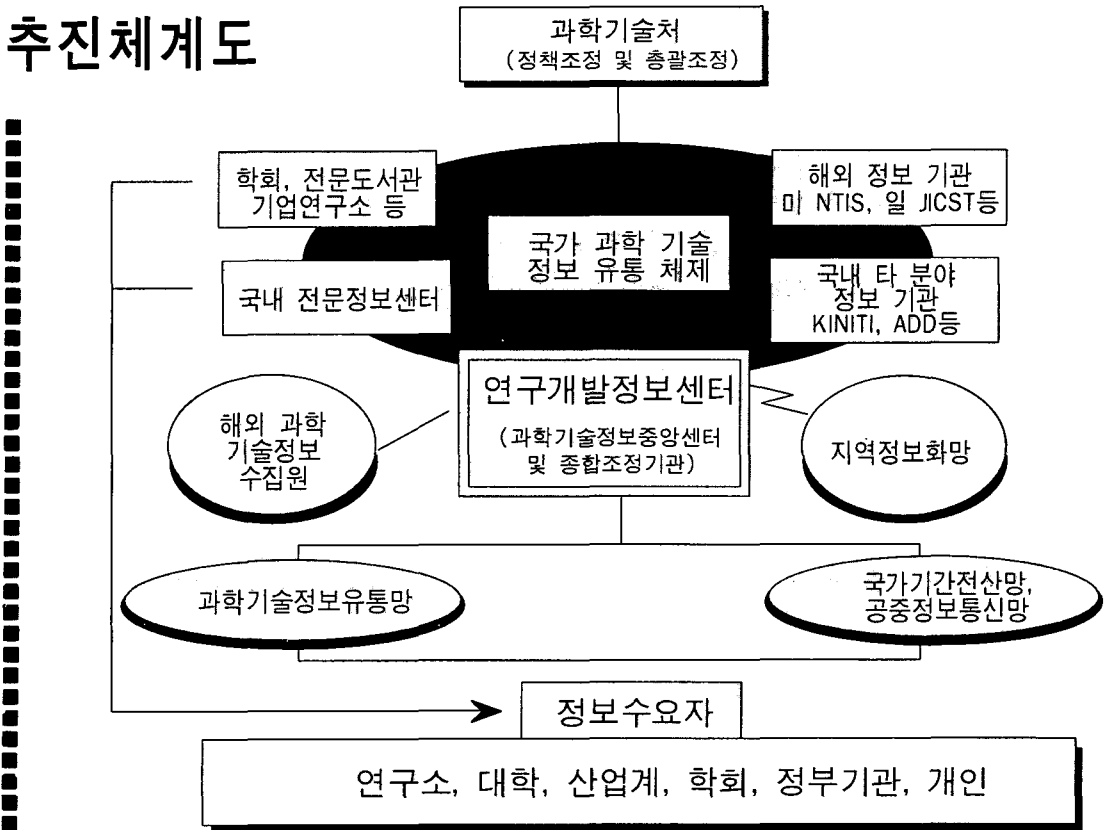 추진체계도
과학기술처
(정책조정 및 총괄조정)
학회, 전문도서관
기업연구소 등
해외 정보 기관
미 NTIS, 일 JICST등
국가 과학 기술
정보 유통 체제
국내 전문정보센터
국내 타 분야
정보 기관
KINITI, ADD등
연구개발정보센터
(과학기술정보중앙센터
및 종합조정기관)
해외 과학
기술정보
수집원
지역정보화망
과학기술정보유통망
국가기간전산망,
공중정보통신망
정보수요자
연구소, 대학, 산업계, 학회, 정부기관, 개인